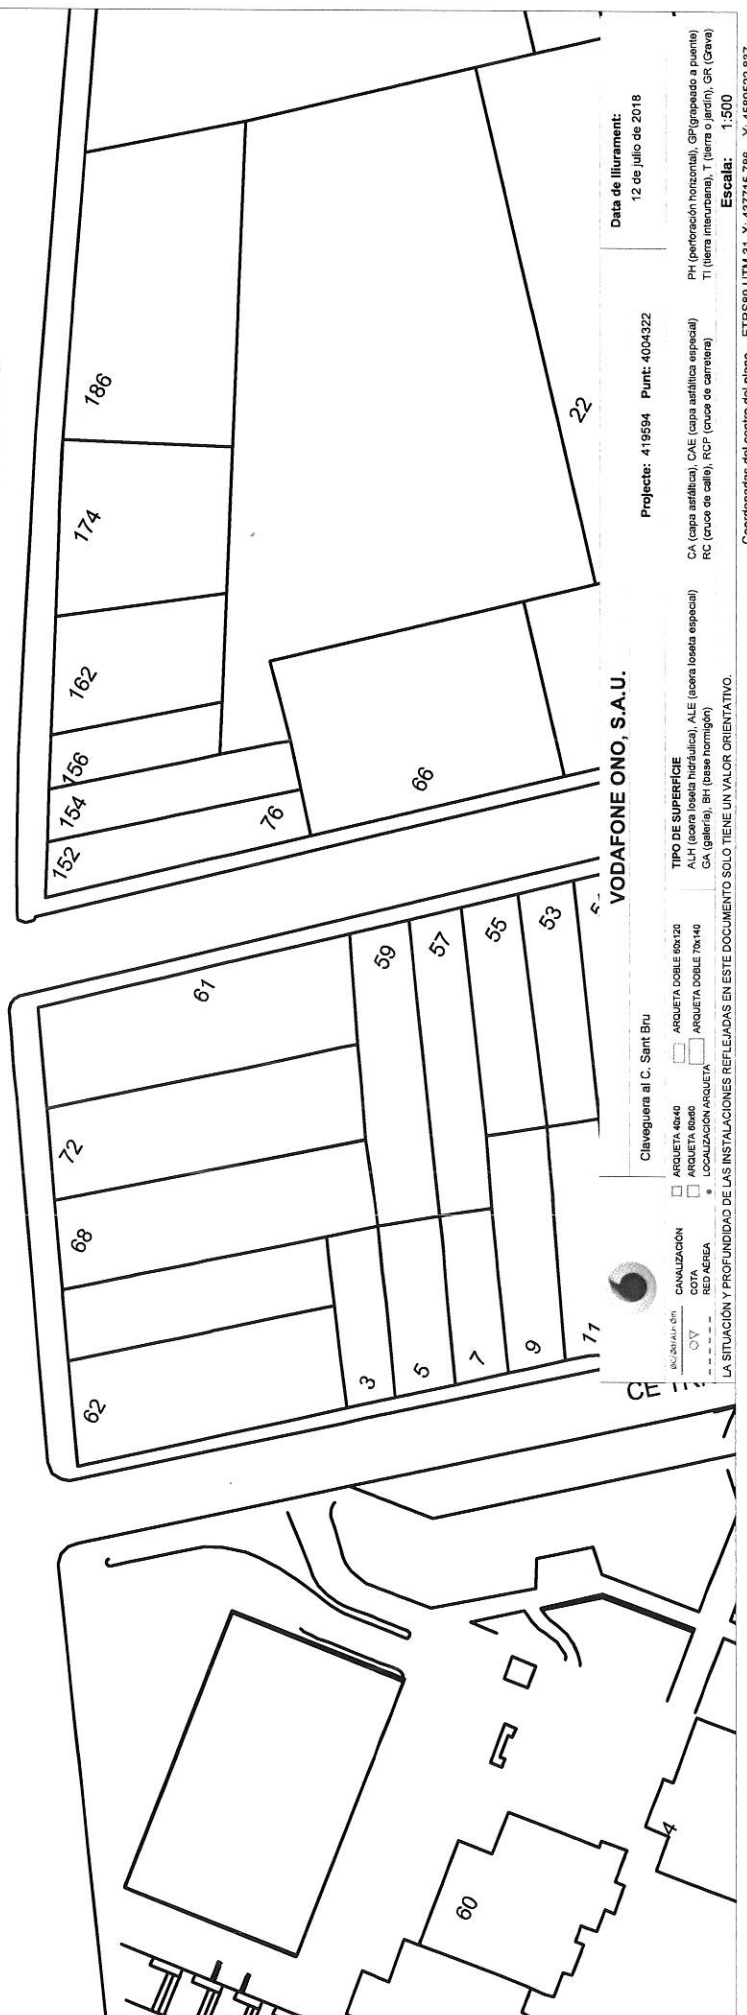 186
174
162
156
154
152
76
66
22
61
59
57
55
53
72
68
62
3
5
7
9
11
60
4
VODAFONE ONO, S.A.U.
Data de lliurament:
12 de julio de 2018
Claveguera al C. Sant Bru
Projecte: 419594 Punt: 4004322
CANALIZACIÓN
COTA
RED AÉREA
ARQUETA 40x40
ARQUETA 60x60
LOCALIZACIÓN ARQUETA
ARQUETA DOBLE 60x120
ARQUETA DOBLE 70x140
TIPO DE SUPERFÍCIE
ALH (acera loseta hidráulica), ALE (acera loseta especial)
GA (galería), BH (base hormigón)
CA (capa asfáltica), CAE (capa asfáltica especial)
RC (cruce de calle), RCP (cruce de carretera)
PH (perforación horizontal), GP(grapeado a puente)
TI (tierra interurbana), T (tierra o jardín), GR (Grava)
LA SITUACIÓN Y PROFUNDIDAD DE LAS INSTALACIONES REFLEJADAS EN ESTE DOCUMENTO SOLO TIENE UN VALOR ORIENTATIVO.
Escala: 1:500